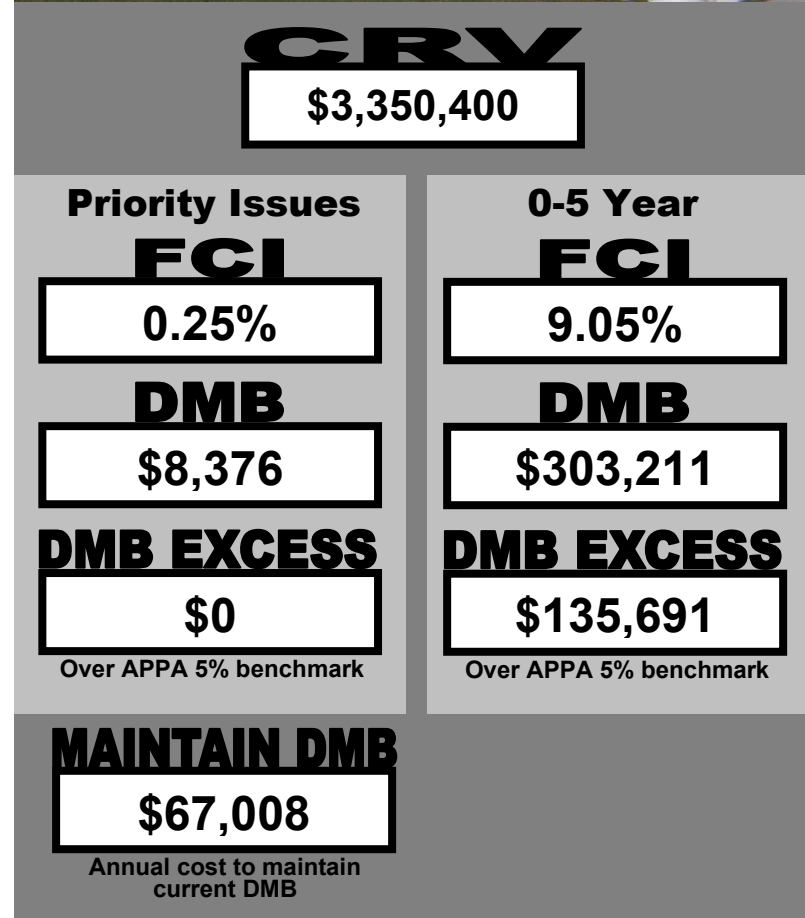 CRV
$3,350,400
Priority Issues
FCI
0.25%
DMB
$8,376
DMB EXCESS
$0
Over APPA 5% benchmark
0-5 Year
FCI
9.05%
DMB
$303,211
DMB EXCESS
$135,691
Over APPA 5% benchmark
MAINTAIN DMB
$67,008
Annual cost to maintain
current DMB